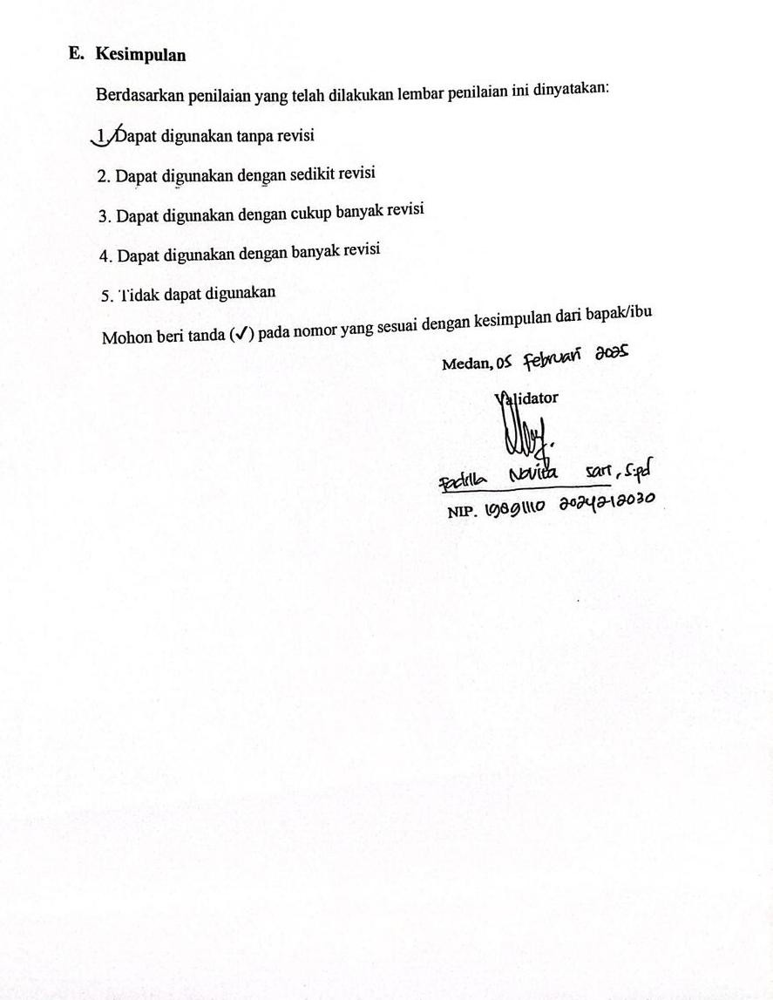 E. Kesimpulan
Berdasarkan penilaian yang telah dilakukan lembar penilaian ini dinyatakan:
1. Dapat digunakan tanpa revisi
2. Dapat digunakan dengan sedikit revisi
3. Dapat digunakan dengan cukup banyak revisi
4. Dapat digunakan dengan banyak revisi
5. Tidak dapat digunakan
Mohon beri tanda (✓) pada nomor yang sesuai dengan kesimpulan dari bapak/ibu
Medan, 05 Februari 2025
Validator
Fadilla Novita Sari, S.pd
NIP. 19891110 2024212030